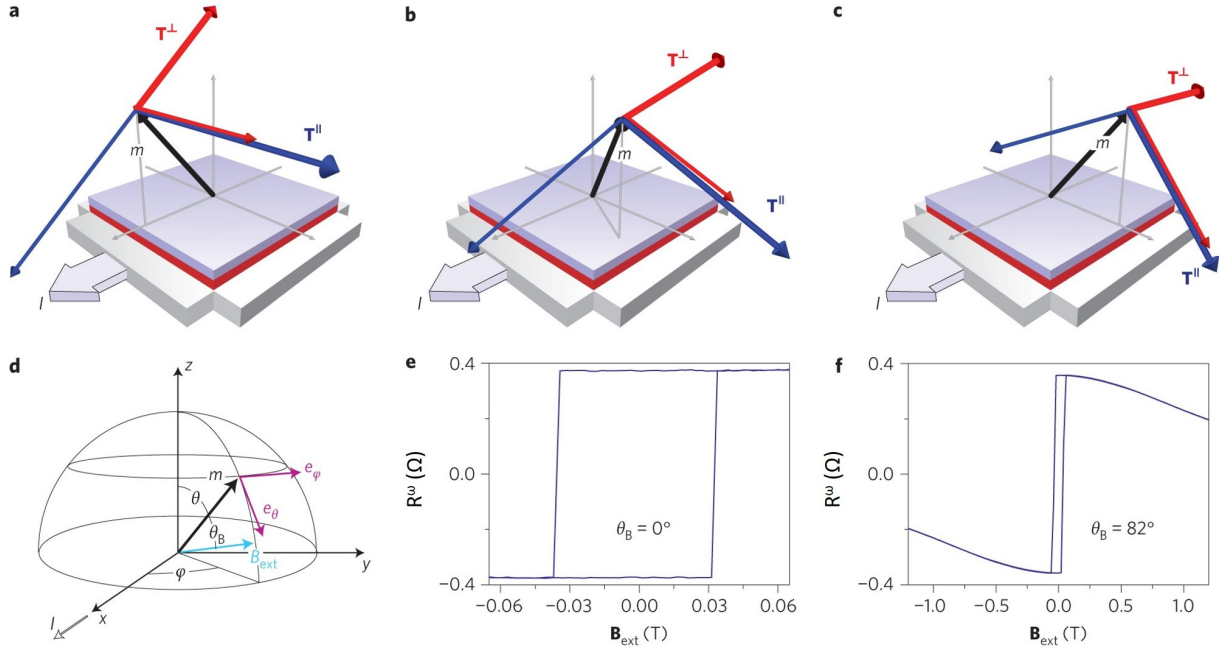 a
T⊥
T∥
m
I
b
T⊥
T∥
m
I
c
T⊥
T∥
m
I
d
z
m
eφ
θ
eθ
θB
Bext
y
φ
x
I
e
0.4
0.0
−0.4
Rω (Ω)
θB = 0°
−0.06 −0.03 0.00 0.03 0.06
Bext (T)
f
0.4
0.0
−0.4
Rω (Ω)
θB = 82°
−1.0 −0.5 0.0 0.5 1.0
Bext (T)